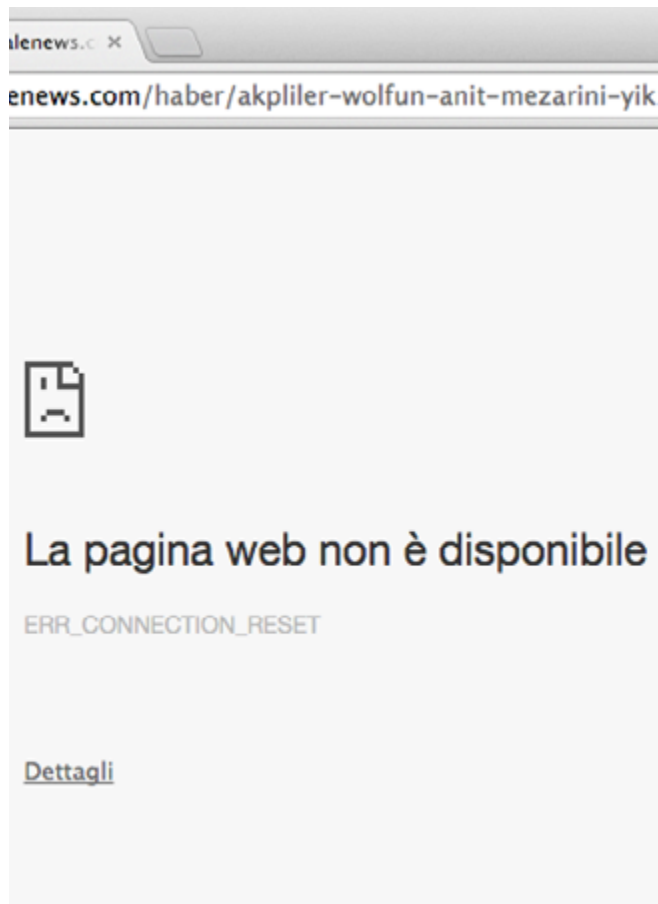 alenews.c
enews.com/haber/akpliler-wolfun-anit-mezarini-yik
La pagina web non è disponibile
ERR_CONNECTION_RESET
Dettagli